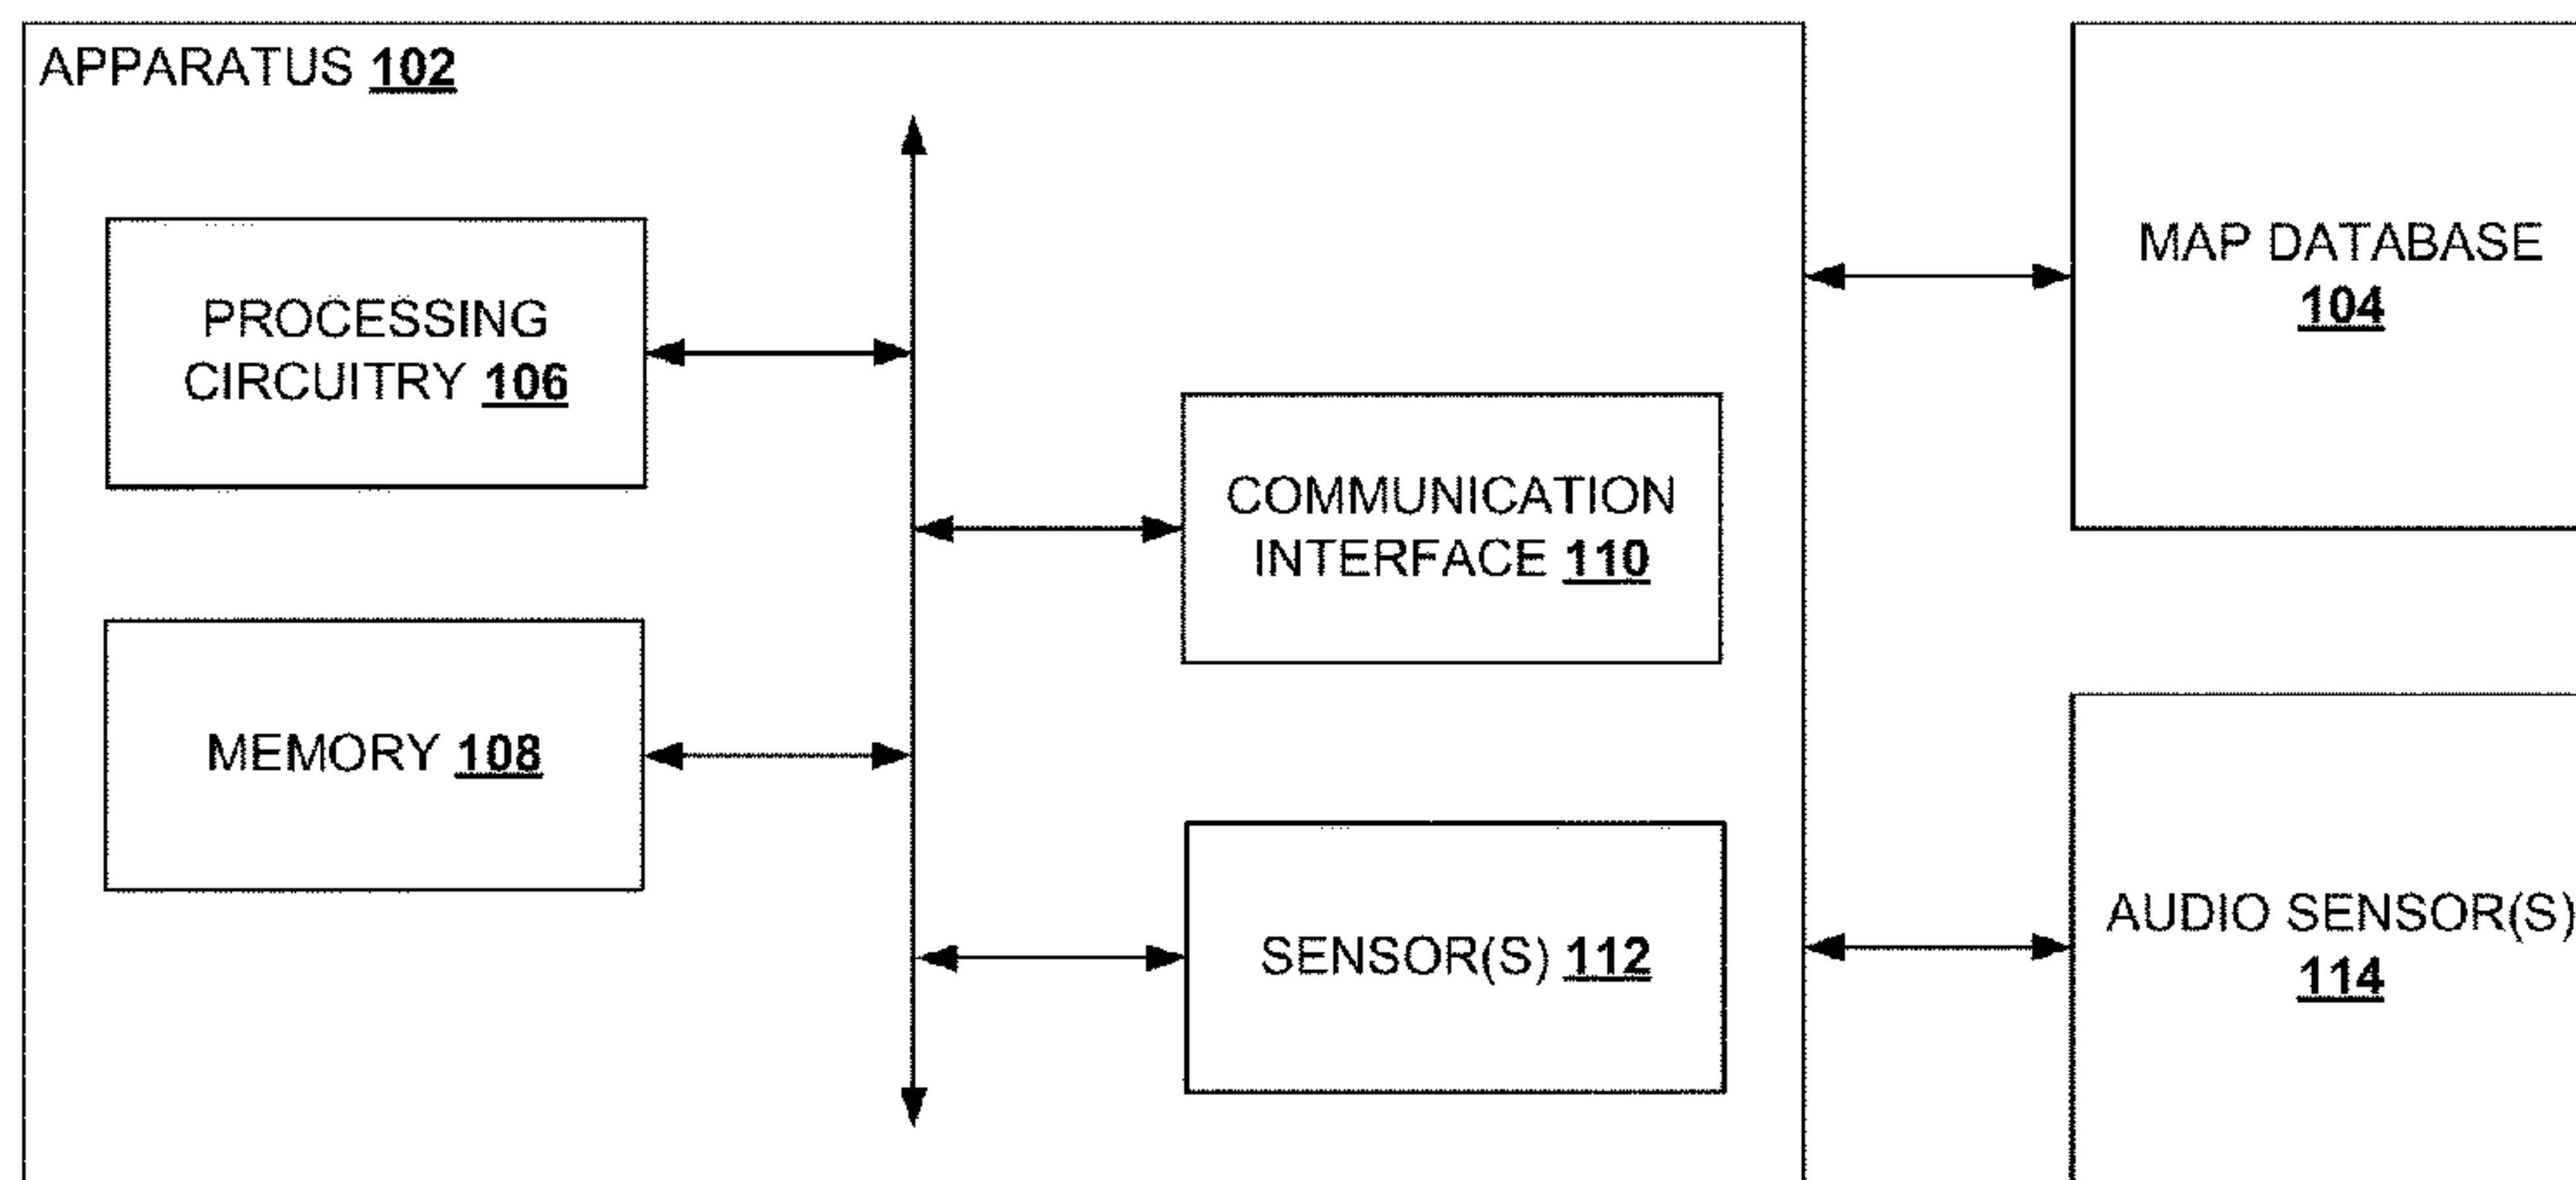 APPARATUS 102
PROCESSING
CIRCUITRY 106
MEMORY 108
COMMUNICATION
INTERFACE 110
SENSOR(S) 112
MAP DATABASE
104
AUDIO SENSOR(S)
114